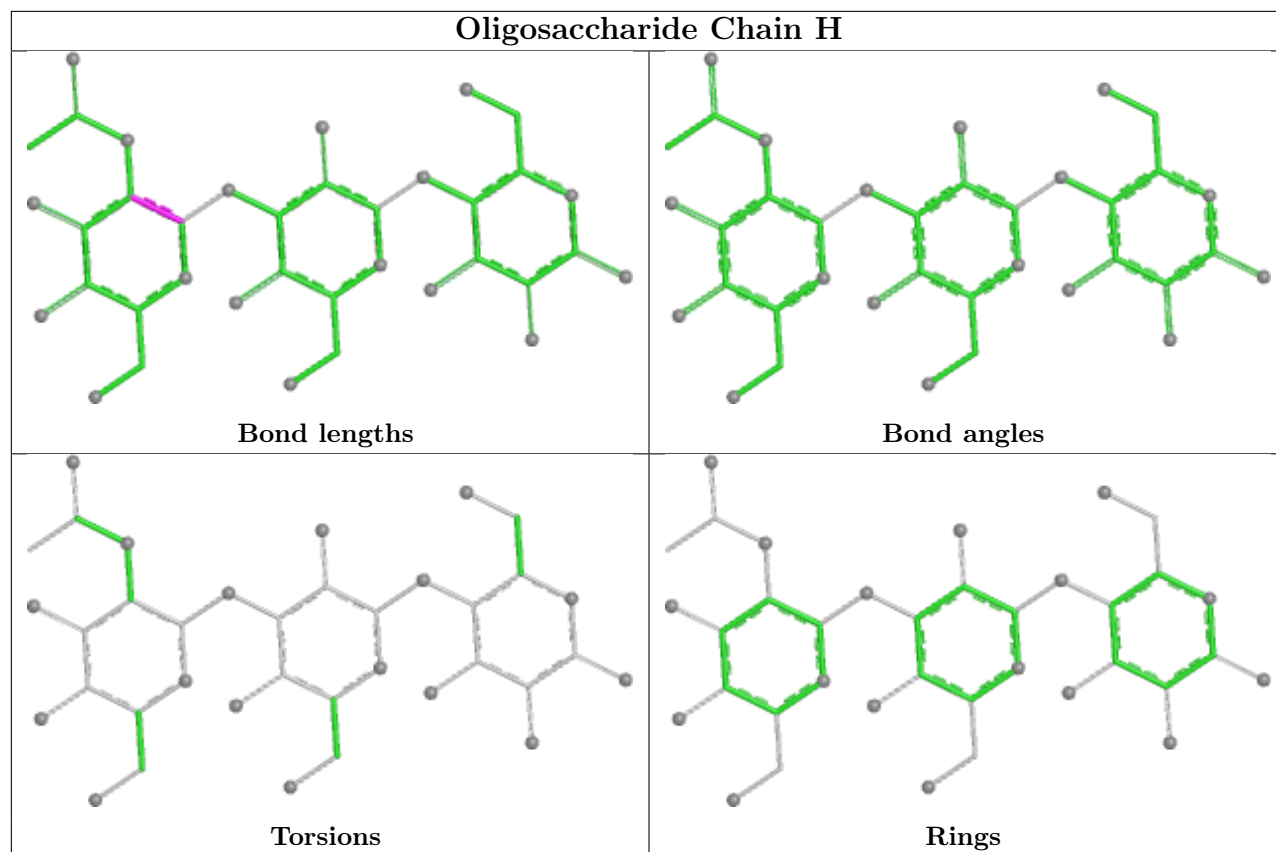 Oligosaccharide Chain H
Bond lengths
Bond angles
Torsions
Rings